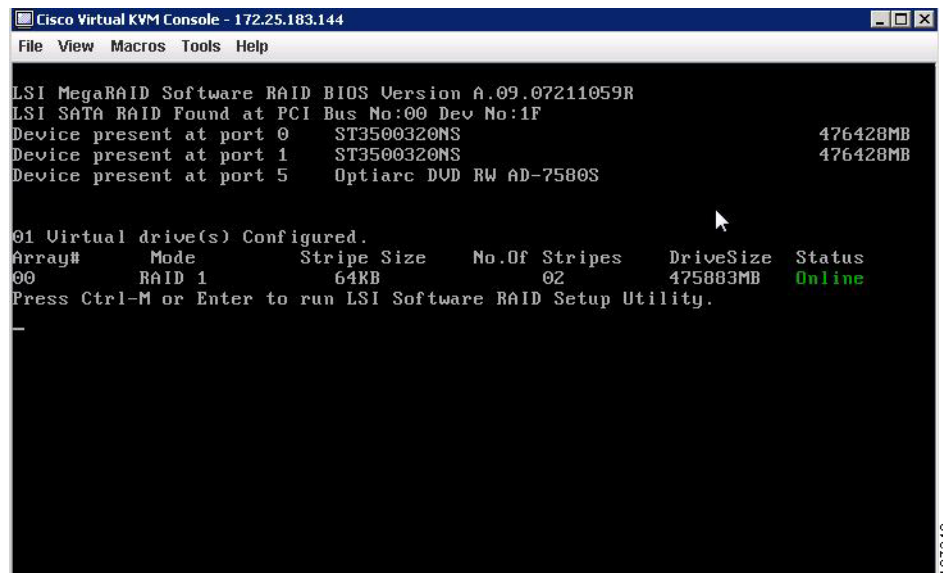 Cisco Virtual KVM Console - 172.25.183.144
File View Macros Tools Help
LSI MegaRAID Software RAID BIOS Version A.09.07211059R
LSI SATA RAID Found at PCI Bus No:00 Dev No:1F
Device present at port 0 ST3500320NS 476428MB
Device present at port 1 ST3500320NS 476428MB
Device present at port 5 Optiarc DVD RW AD-7580S
01 Virtual drive(s) Configured.
Array# Mode Stripe Size No.Of Stripes DriveSize Status
00 RAID 1 64KB 02 475883MB Online
Press Ctrl-M or Enter to run LSI Software RAID Setup Utility.